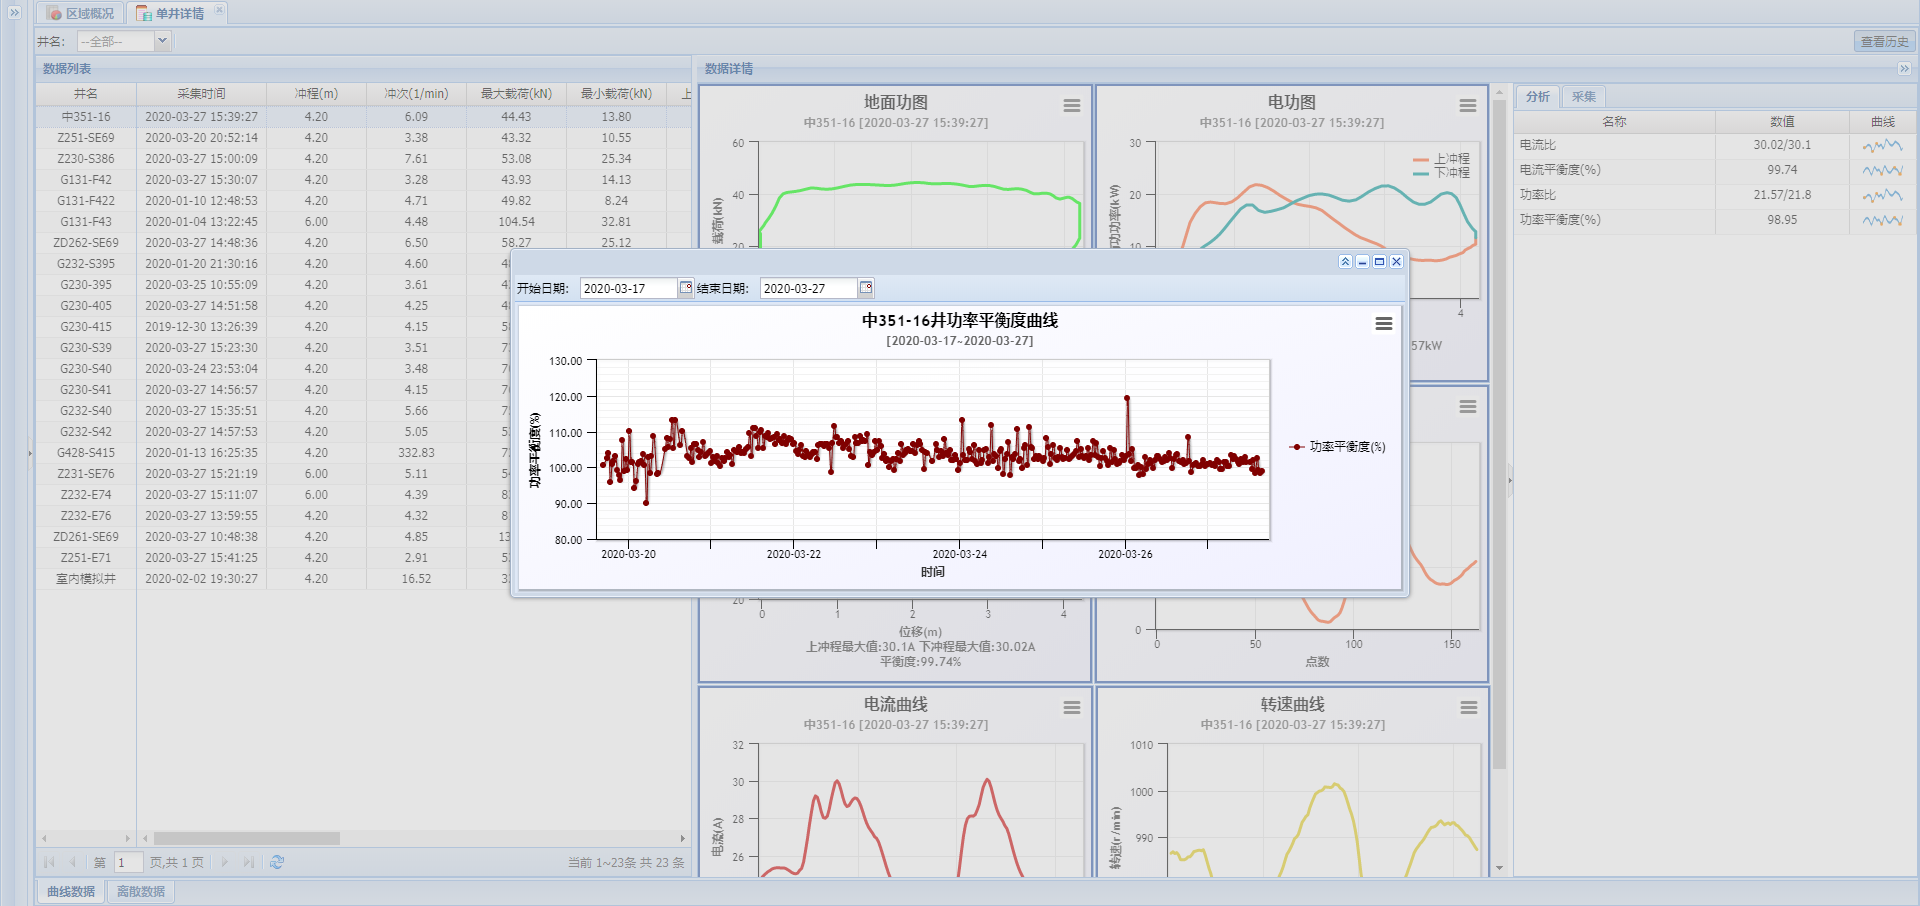 区域概况 单井详情
井名: --全部-- 查看历史
数据列表
井名 采集时间 冲程(m) 冲次(1/min) 最大载荷(kN) 最小载荷(kN) 上
中351-16 2020-03-27 15:39:27 4.20 6.09 44.43 13.80
Z251-SE69 2020-03-20 20:52:14 4.20 3.38 43.32 10.55
Z230-S386 2020-03-27 15:00:09 4.20 7.61 53.08 25.34
G131-F42 2020-03-27 15:30:07 4.20 3.28 43.93 14.13
G131-F422 2020-01-10 12:48:53 4.20 4.71 49.82 8.24
G131-F43 2020-01-04 13:22:45 6.00 4.48 104.54 32.81
ZD262-SE69 2020-03-27 14:48:36 4.20 6.50 58.27 25.12
G232-S395 2020-01-20 21:30:16 4.20 4.60
G230-395 2020-03-25 10:55:09 4.20 3.61
G230-405 2020-03-27 14:51:58 4.20 4.25
G230-415 2019-12-30 13:26:39 4.20 4.15
G230-S39 2020-03-27 15:23:30 4.20 3.51
G230-S40 2020-03-24 23:53:04 4.20 3.48
G230-S41 2020-03-27 14:56:57 4.20 4.15
G232-S40 2020-03-27 15:35:51 4.20 5.66
G232-S42 2020-03-27 14:57:53 4.20 5.05
G428-S415 2020-01-13 16:25:35 4.20 332.83
Z231-SE76 2020-03-27 15:21:19 6.00 5.11
Z232-E74 2020-03-27 15:11:07 6.00 4.39
Z232-E76 2020-03-27 13:59:55 4.20 4.32
ZD261-SE69 2020-03-27 10:48:38 4.20 4.85 13
Z251-E71 2020-03-27 15:41:25 4.20 2.91
室内模拟井 2020-02-02 19:30:27 4.20 16.52
第 1 页,共 1 页 当前 1~23条 共 23 条
曲线数据 离散数据
数据详情
地面功图
中351-16 [2020-03-27 15:39:27]
60
40
20
载荷(kN)
电功图
中351-16 [2020-03-27 15:39:27]
30
20
10
功功率(kW)
上冲程
下冲程
4
57kW
分析 采集
名称 数值 曲线
电流比 30.02/30.1
电流平衡度(%) 99.74
功率比 21.57/21.8
功率平衡度(%) 98.95
开始日期: 2020-03-17 结束日期: 2020-03-27
中351-16井功率平衡度曲线
[2020-03-17~2020-03-27]
130.00
120.00
110.00
100.00
90.00
80.00
功率平衡度(%)
2020-03-20 2020-03-22 2020-03-24 2020-03-26
时间
功率平衡度(%)
20
0 1 2 3 4
位移(m)
上冲程最大值:30.1A 下冲程最大值:30.02A
平衡度:99.74%
0
0 50 100 150
点数
电流曲线
中351-16 [2020-03-27 15:39:27]
32
30
28
26
电流(A)
转速曲线
中351-16 [2020-03-27 15:39:27]
1010
1000
990
转速(r/min)